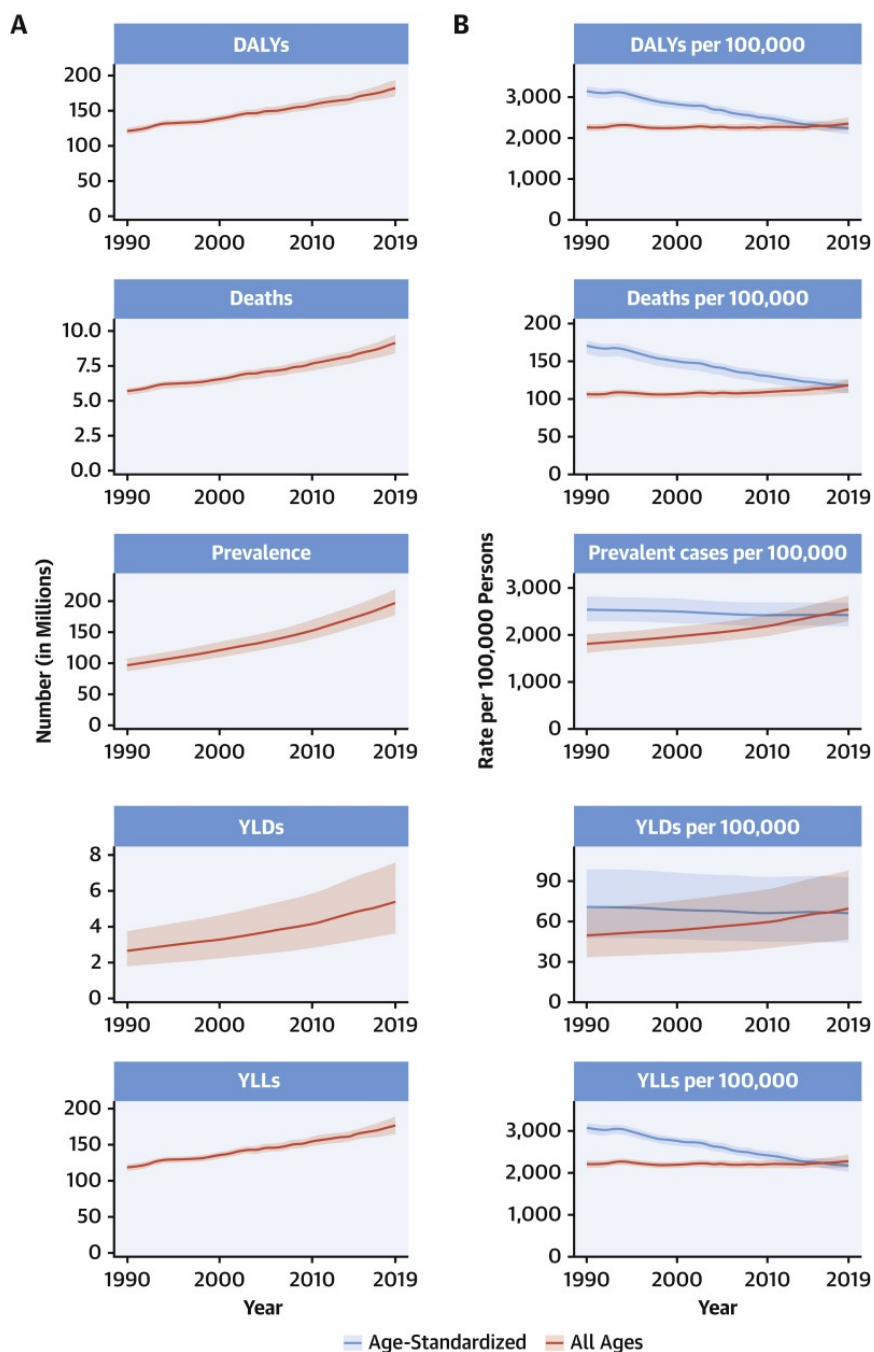 A
B
DALYs
200
150
100
50
0
1990 2000 2010 2019
DALYs per 100,000
3,000
2,000
1,000
0
1990 2000 2010 2019
Deaths
10.0
7.5
5.0
2.5
0.0
1990 2000 2010 2019
Deaths per 100,000
200
150
100
50
0
1990 2000 2010 2019
Number (in Millions)
Prevalence
200
150
100
50
0
1990 2000 2010 2019
Rate per 100,000 Persons
Prevalent cases per 100,000
3,000
2,000
1,000
0
1990 2000 2010 2019
YLDs
8
6
4
2
0
1990 2000 2010 2019
YLDs per 100,000
90
60
30
0
1990 2000 2010 2019
YLLs
200
150
100
50
0
1990 2000 2010 2019
Year
YLLs per 100,000
3,000
2,000
1,000
0
1990 2000 2010 2019
Year
Age-Standardized All Ages